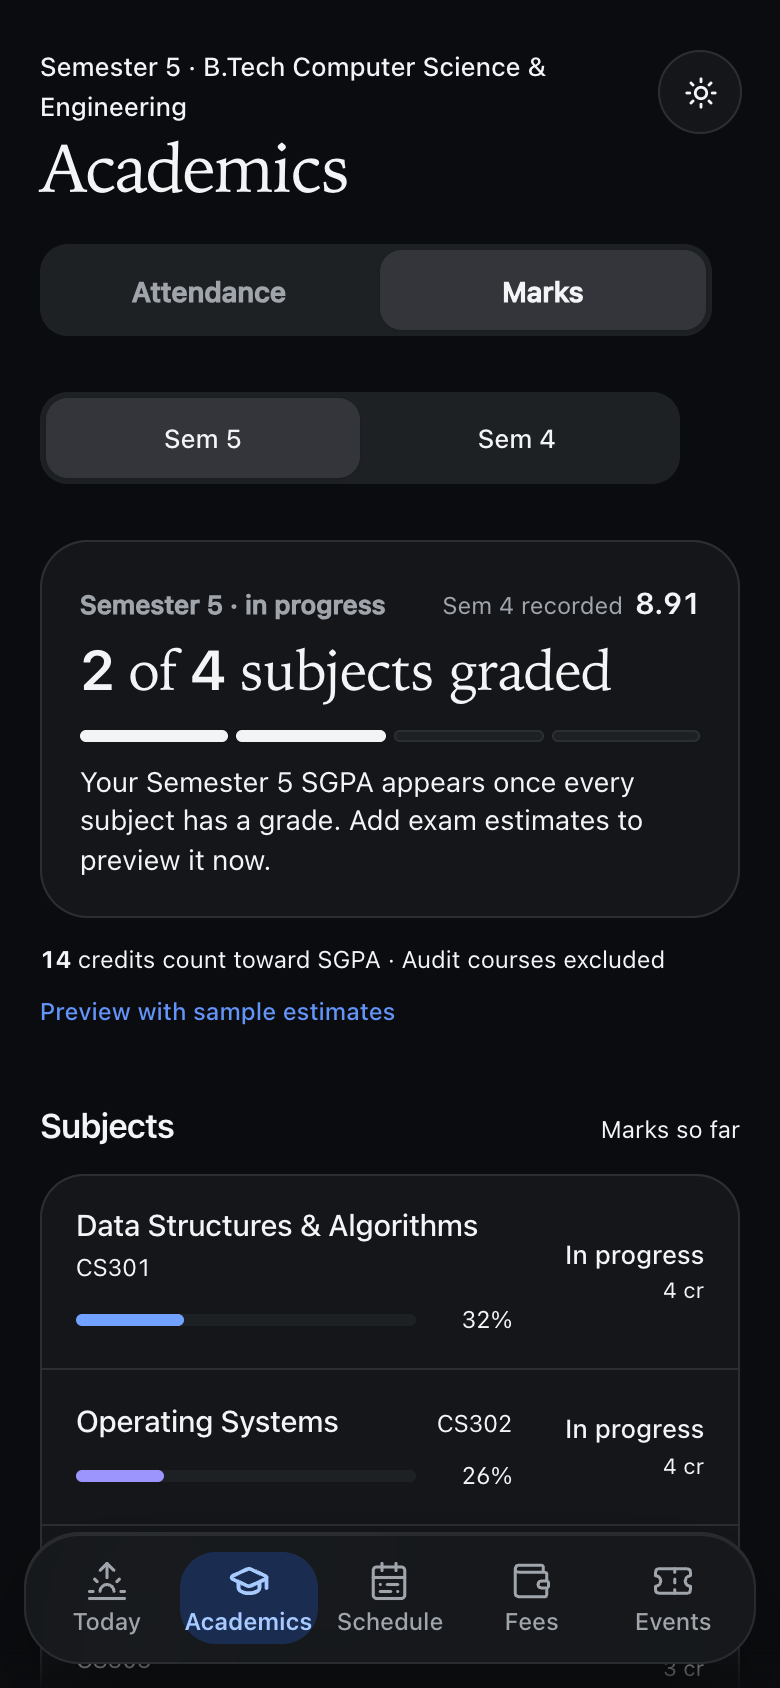 Semester 5 · B.Tech Computer Science &
Engineering
Academics
Attendance
Marks
Sem 5
Sem 4
Semester 5 · in progress
Sem 4 recorded 8.91
2 of 4 subjects graded
Your Semester 5 SGPA appears once every
subject has a grade. Add exam estimates to
preview it now.
14 credits count toward SGPA · Audit courses excluded
Preview with sample estimates
Subjects
Marks so far
Data Structures & Algorithms
CS301
In progress
4 cr
32%
Operating Systems
CS302
In progress
4 cr
26%
Today
Academics
Schedule
Fees
Events
3 cr